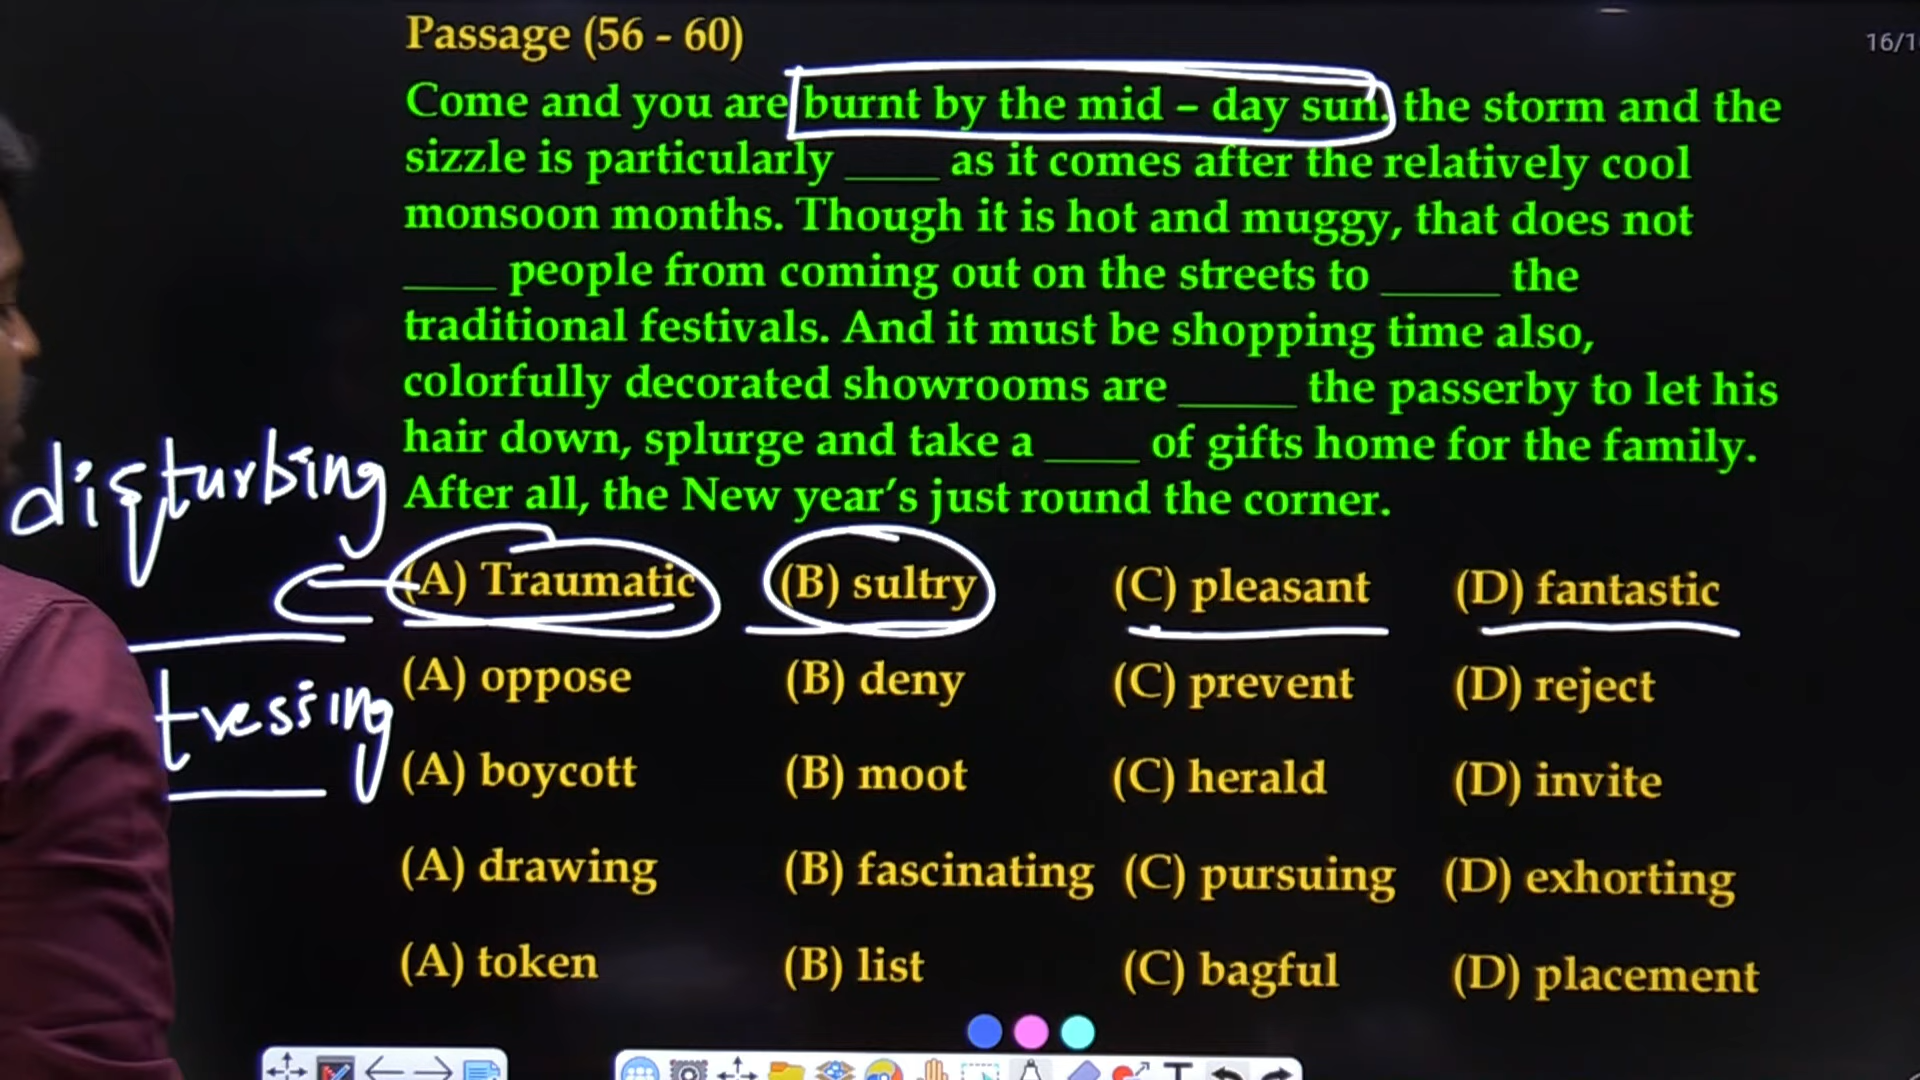 Passage (56 - 60)
16/1
Come and you are burnt by the mid – day sun. the storm and the
sizzle is particularly ____ as it comes after the relatively cool
monsoon months. Though it is hot and muggy, that does not
____ people from coming out on the streets to _____ the
traditional festivals. And it must be shopping time also,
colorfully decorated showrooms are _____ the passerby to let his
hair down, splurge and take a ____ of gifts home for the family.
After all, the New year’s just round the corner.
disturbing
(A) Traumatic (B) sultry (C) pleasant (D) fantastic
(A) oppose (B) deny (C) prevent (D) reject
tressing
(A) boycott (B) moot (C) herald (D) invite
(A) drawing (B) fascinating (C) pursuing (D) exhorting
(A) token (B) list (C) bagful (D) placement